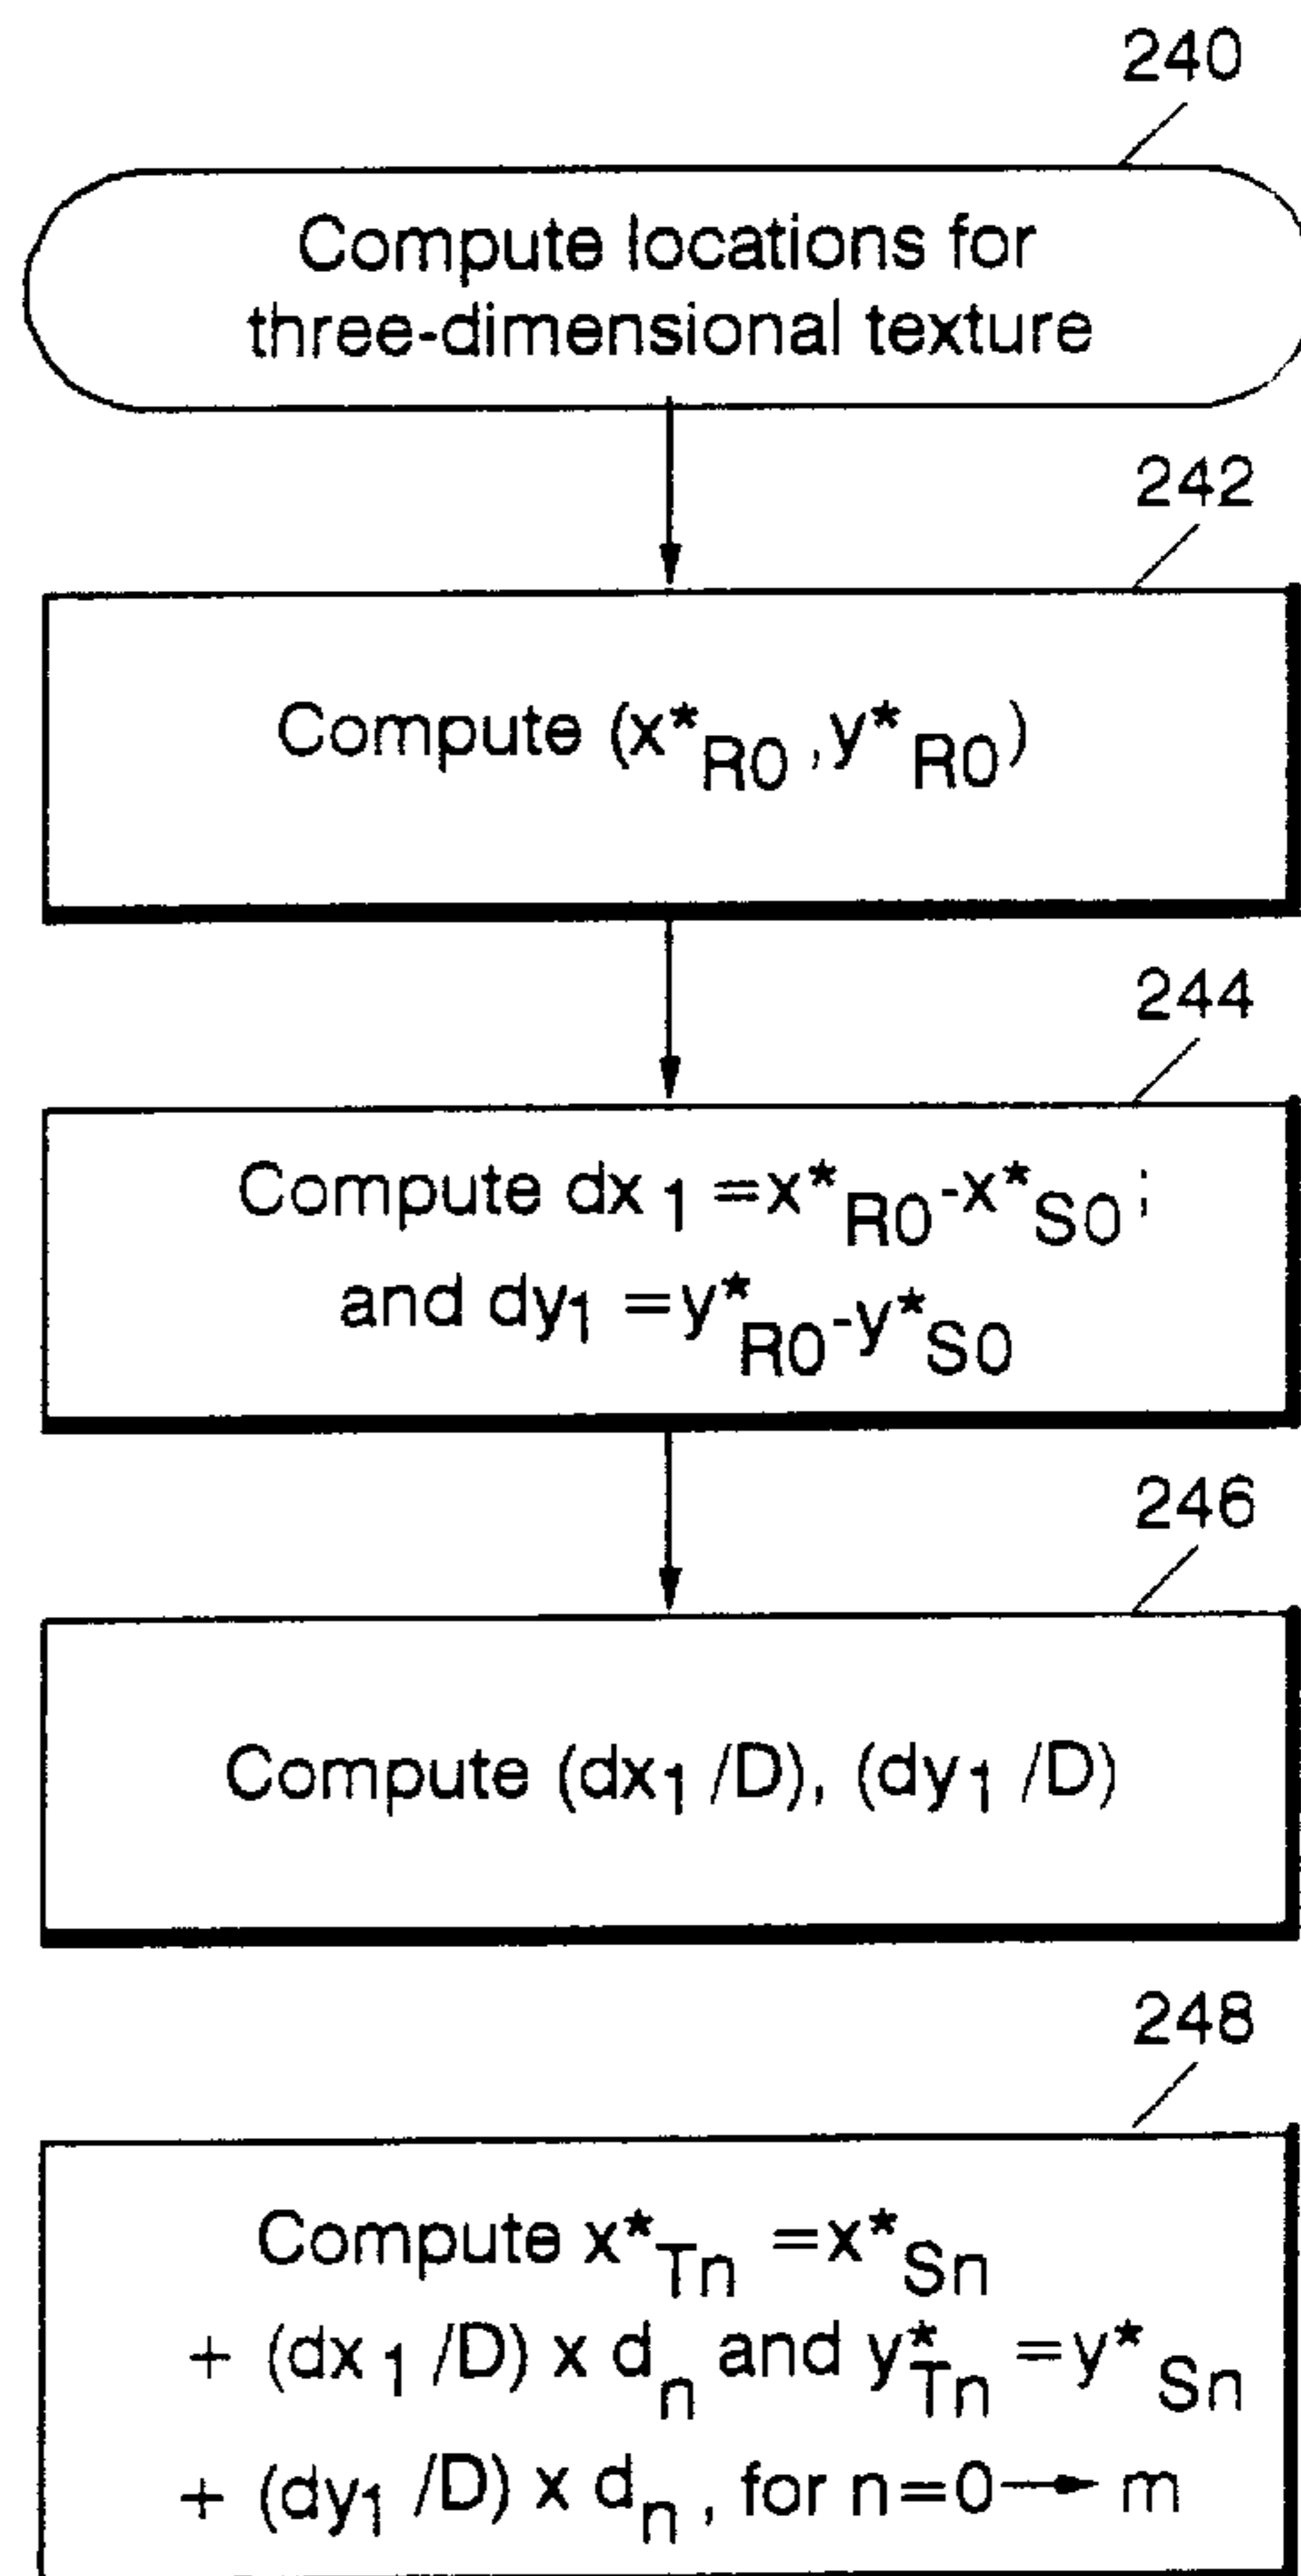 240
Compute locations for
three-dimensional texture
242
Compute (x*R0 ,y*R0)
244
Compute dx1 =x*R0-x*S0 ;
and dy1 =y*R0-y*S0
246
Compute (dx1 /D), (dy1 /D)
248
Compute x*Tn =x*Sn
+ (dx1 /D) x dn and y*Tn =y*Sn
+ (dy1 /D) x dn, for n=0→ m